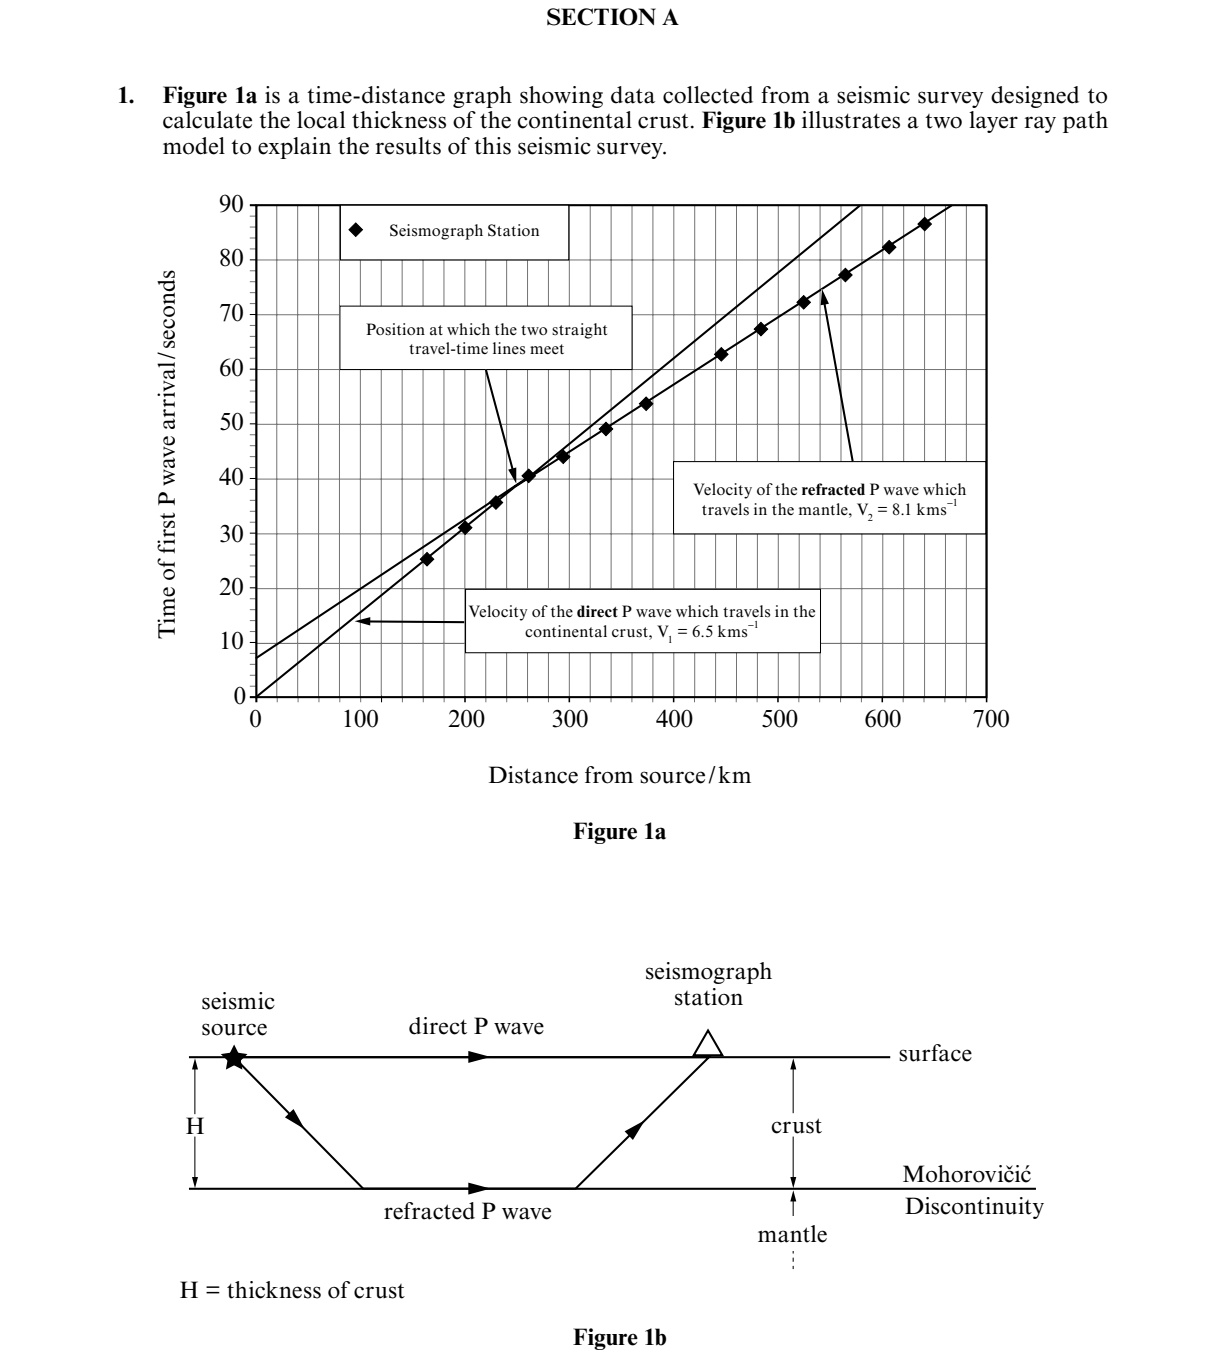 SECTION A
1. Figure 1a is a time-distance graph showing data collected from a seismic survey designed to
calculate the local thickness of the continental crust. Figure 1b illustrates a two layer ray path
model to explain the results of this seismic survey.
90
80
70
60
50
40
30
20
10
0
Time of first P wave arrival/seconds
Seismograph Station
Position at which the two straight
travel-time lines meet
Velocity of the refracted P wave which
travels in the mantle, V₂ = 8.1 kms⁻¹
Velocity of the direct P wave which travels in the
continental crust, V₁ = 6.5 kms⁻¹
0 100 200 300 400 500 600 700
Distance from source/km
Figure 1a
seismic
source
direct P wave
seismograph
station
surface
H
crust
Mohorovičić
Discontinuity
refracted P wave
mantle
H = thickness of crust
Figure 1b